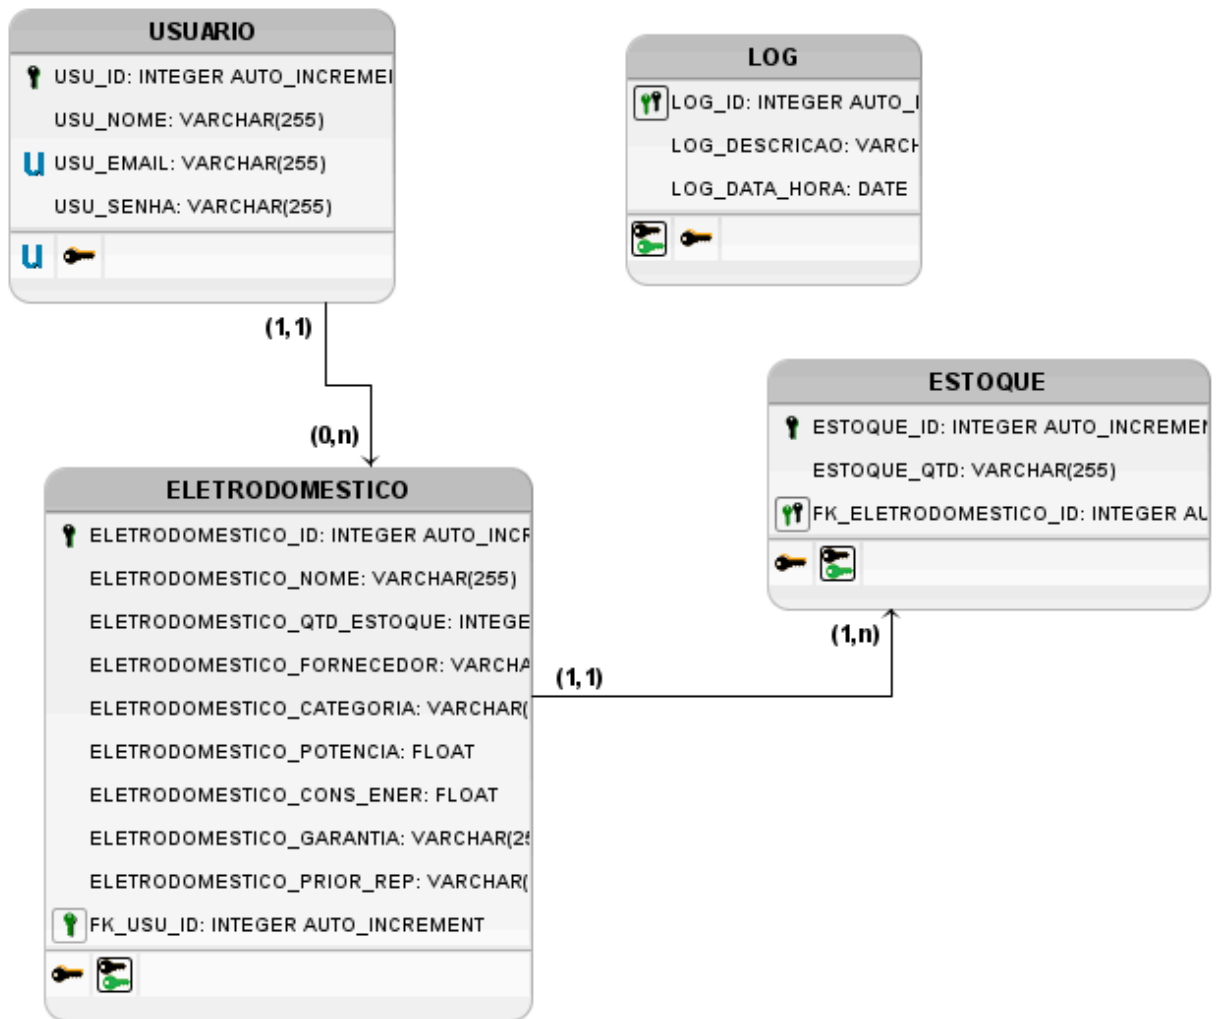 USUARIO
USU_ID: INTEGER AUTO_INCREMEI
USU_NOME: VARCHAR(255)
U USU_EMAIL: VARCHAR(255)
USU_SENHA: VARCHAR(255)
U
(1,1)
(0,n)
LOG
LOG_ID: INTEGER AUTO_I
LOG_DESCRICAO: VARCH
LOG_DATA_HORA: DATE
ESTOQUE
ESTOQUE_ID: INTEGER AUTO_INCREMEN
ESTOQUE_QTD: VARCHAR(255)
FK_ELETRODOMESTICO_ID: INTEGER AU
(1,n)
(1,1)
ELETRODOMESTICO
ELETRODOMESTICO_ID: INTEGER AUTO_INCR
ELETRODOMESTICO_NOME: VARCHAR(255)
ELETRODOMESTICO_QTD_ESTOQUE: INTEGE
ELETRODOMESTICO_FORNECEDOR: VARCHA
ELETRODOMESTICO_CATEGORIA: VARCHAR(
ELETRODOMESTICO_POTENCIA: FLOAT
ELETRODOMESTICO_CONS_ENER: FLOAT
ELETRODOMESTICO_GARANTIA: VARCHAR(25
ELETRODOMESTICO_PRIOR_REP: VARCHAR(
FK_USU_ID: INTEGER AUTO_INCREMENT